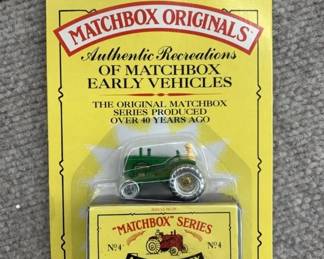 MATCHBOX ORIGINALS
Authentic Recreations
OF MATCHBOX
EARLY VEHICLES
THE ORIGINAL MATCHBOX
SERIES PRODUCED
OVER 40 YEARS AGO
"MATCHBOX" SERIES
Nº4 Nº4